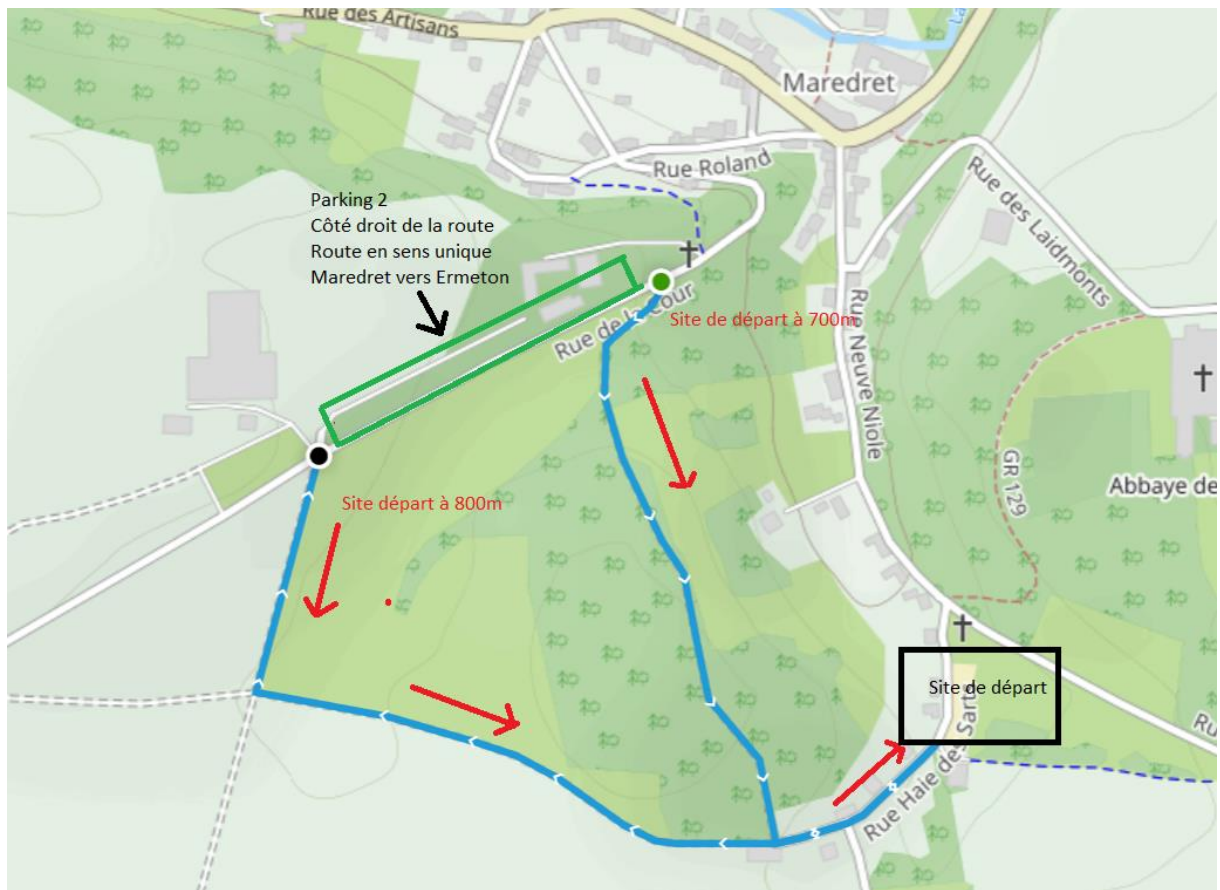 Rue des Artisans
La
Maredret
Rue Roland
Rue des Laidmonts
Parking 2
Côté droit de la route
Route en sens unique
Maredret vers Ermeton
Rue de la Cour
Site de départ à 700m
Rue Neuve Niole
GR 129
Abbaye de
Site départ à 800m
Site de départ
Rue Haie des Sarts
Ru